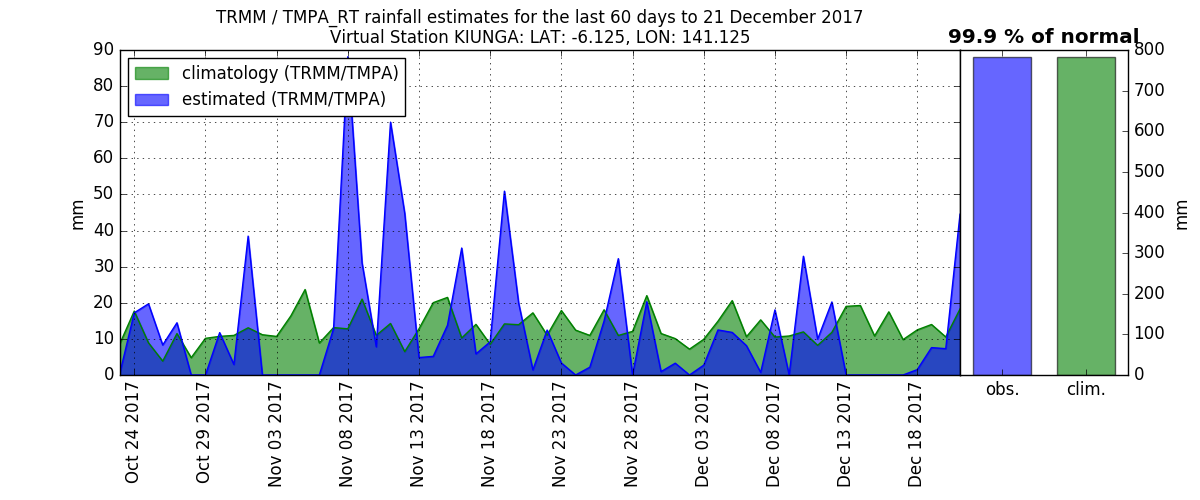 TRMM / TMPA_RT rainfall estimates for the last 60 days to 21 December 2017
Virtual Station KIUNGA: LAT: -6.125, LON: 141.125
99.9 % of normal
climatology (TRMM/TMPA)
estimated (TRMM/TMPA)
90
80
70
60
50
40
30
20
10
0
mm
800
700
600
500
400
300
200
100
0
mm
obs.
clim.
Oct 24 2017
Oct 29 2017
Nov 03 2017
Nov 08 2017
Nov 13 2017
Nov 18 2017
Nov 23 2017
Nov 28 2017
Dec 03 2017
Dec 08 2017
Dec 13 2017
Dec 18 2017